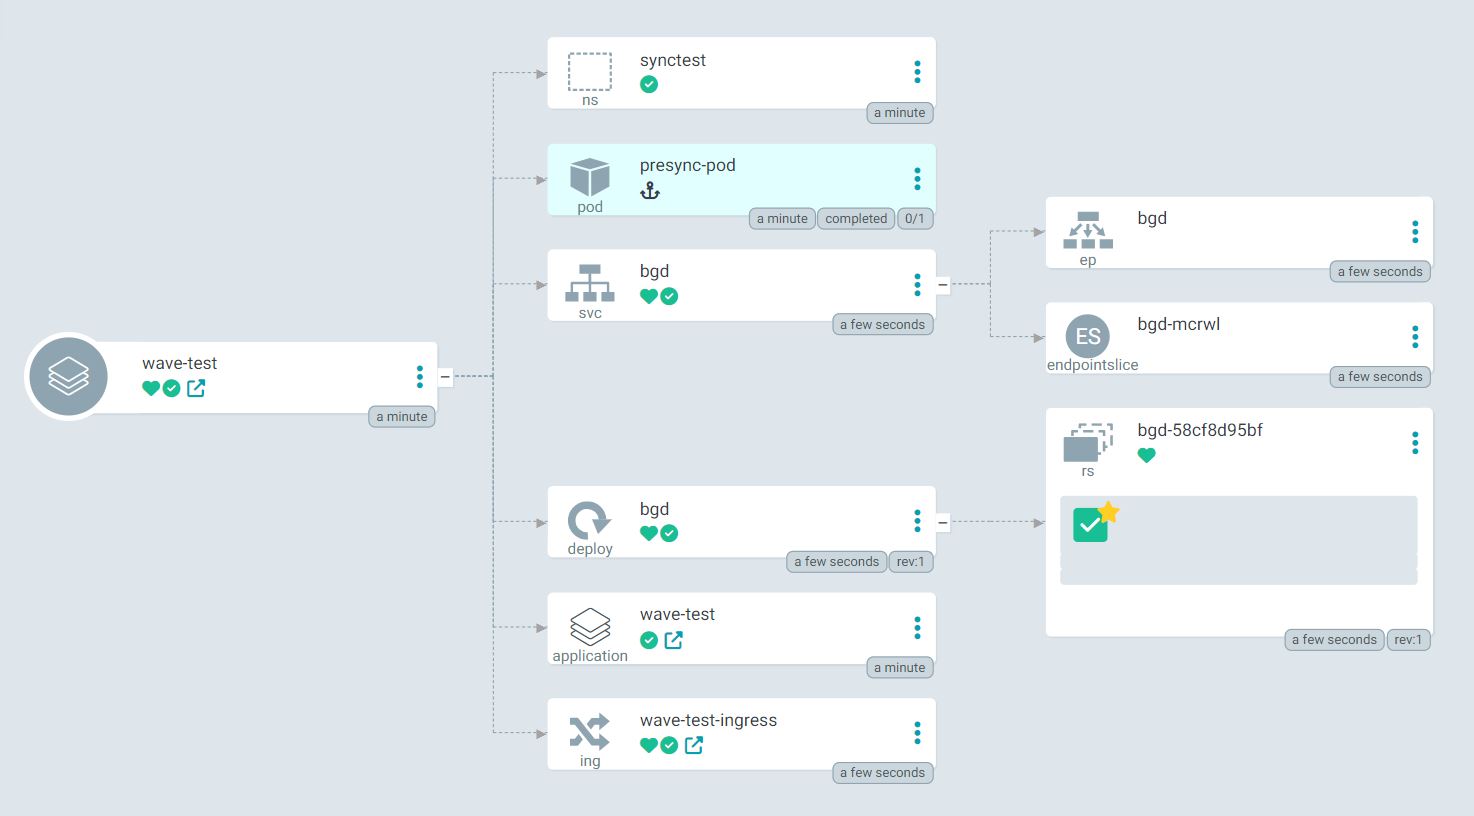 synctest
ns
a minute
presync-pod
pod
a minute
completed
0/1
bgd
svc
a few seconds
bgd
ep
a few seconds
bgd-mcrwl
ES
endpointslice
a few seconds
wave-test
a minute
bgd-58cf8d95bf
rs
a few seconds
rev:1
bgd
deploy
a few seconds
rev:1
wave-test
application
a minute
wave-test-ingress
ing
a few seconds